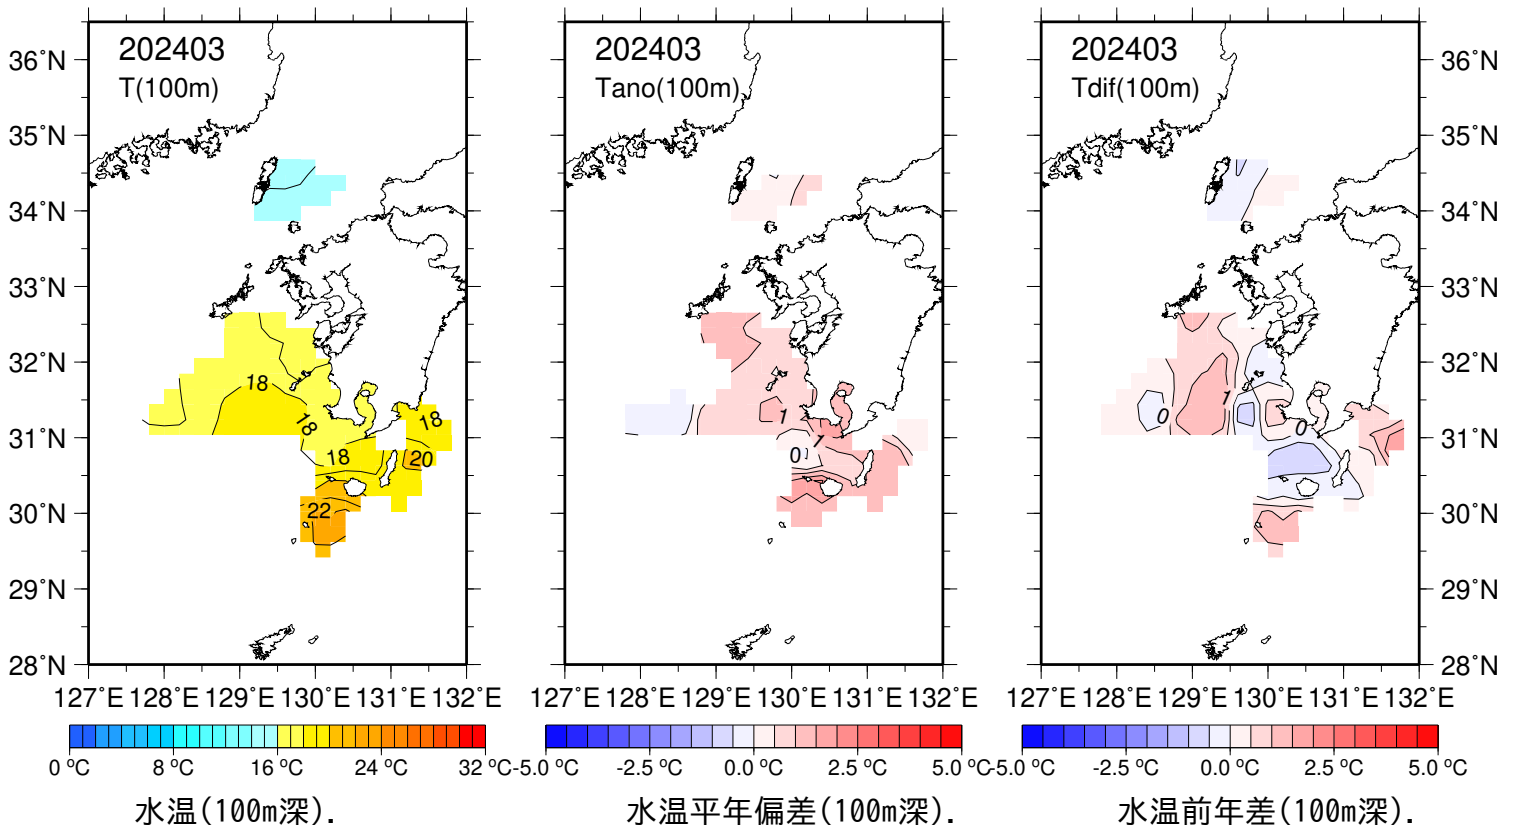 202403
T(100m)
202403
Tano(100m)
202403
Tdif(100m)
36°N
35°N
34°N
33°N
32°N
31°N
30°N
29°N
28°N
36°N
35°N
34°N
33°N
32°N
31°N
30°N
29°N
28°N
18
18
18
18
20
22
1
1
0
0
1
0
127°E 128°E 129°E 130°E 131°E 132°E
127°E 128°E 129°E 130°E 131°E 132°E
127°E 128°E 129°E 130°E 131°E 132°E
0 °C 8 °C 16 °C 24 °C 32 °C
-5.0 °C -2.5 °C 0.0 °C 2.5 °C 5.0 °C
-5.0 °C -2.5 °C 0.0 °C 2.5 °C 5.0 °C
水温(100m深).
水温平年偏差(100m深).
水温前年差(100m深).